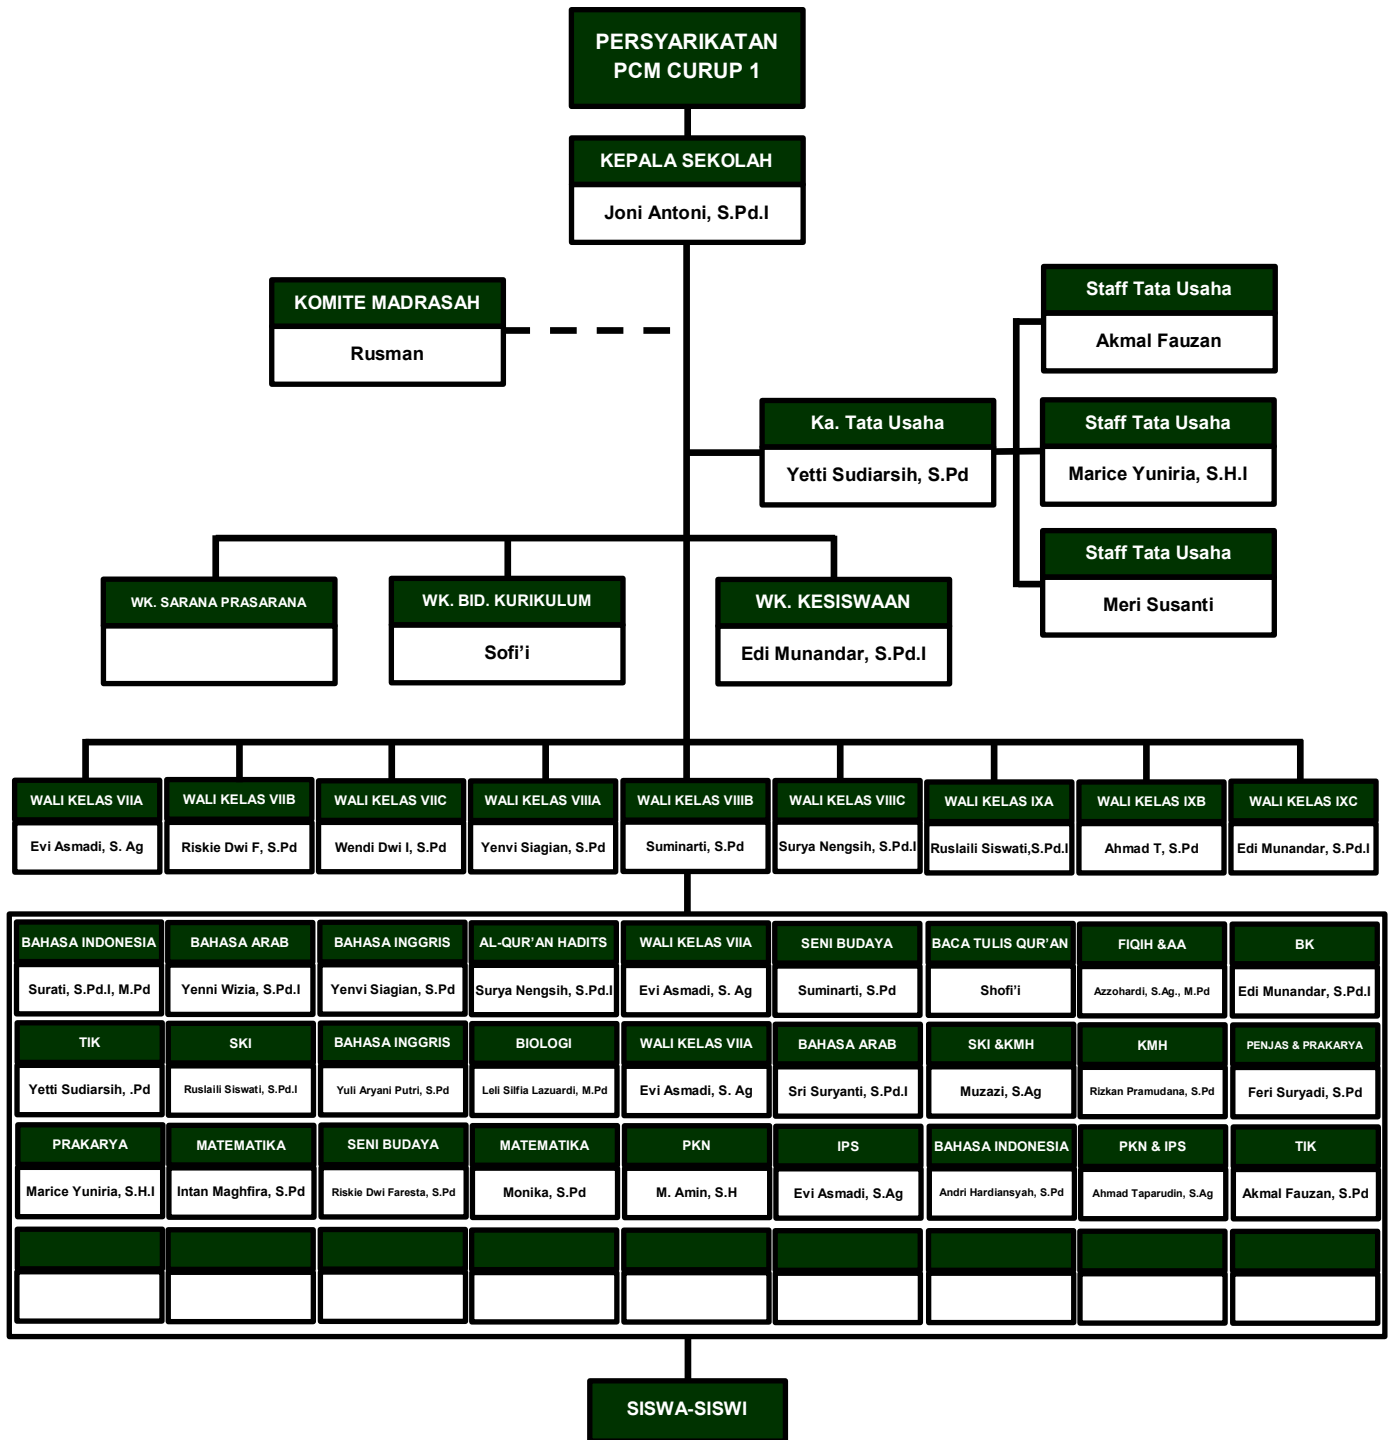 PERSYARIKATAN
PCM CURUP 1
KEPALA SEKOLAH
Joni Antoni, S.Pd.I
KOMITE MADRASAH
Rusman
Staff Tata Usaha
Akmal Fauzan
Ka. Tata Usaha
Yetti Sudiarsih, S.Pd
Staff Tata Usaha
Marice Yuniria, S.H.I
Staff Tata Usaha
Meri Susanti
WK. SARANA PRASARANA
WK. BID. KURIKULUM
Sofi’i
WK. KESISWAAN
Edi Munandar, S.Pd.I
WALI KELAS VIIA
Evi Asmadi, S. Ag
WALI KELAS VIIB
Riskie Dwi F, S.Pd
WALI KELAS VIIC
Wendi Dwi I, S.Pd
WALI KELAS VIIIA
Yenvi Siagian, S.Pd
WALI KELAS VIIIB
Suminarti, S.Pd
WALI KELAS VIIIC
Surya Nengsih, S.Pd.I
WALI KELAS IXA
Ruslaili Siswati,S.Pd.I
WALI KELAS IXB
Ahmad T, S.Pd
WALI KELAS IXC
Edi Munandar, S.Pd.I
BAHASA INDONESIA
Surati, S.Pd.I, M.Pd
BAHASA ARAB
Yenni Wizia, S.Pd.I
BAHASA INGGRIS
Yenvi Siagian, S.Pd
AL-QUR’AN HADITS
Surya Nengsih, S.Pd.I
WALI KELAS VIIA
Evi Asmadi, S. Ag
SENI BUDAYA
Suminarti, S.Pd
BACA TULIS QUR’AN
Shofi’i
FIQIH &AA
Azzohardi, S.Ag., M.Pd
BK
Edi Munandar, S.Pd.I
TIK
Yetti Sudiarsih, .Pd
SKI
Ruslaili Siswati, S.Pd.I
BAHASA INGGRIS
Yuli Aryani Putri, S.Pd
BIOLOGI
Leli Silfia Lazuardi, M.Pd
WALI KELAS VIIA
Evi Asmadi, S. Ag
BAHASA ARAB
Sri Suryanti, S.Pd.I
SKI &KMH
Muzazi, S.Ag
KMH
Rizkan Pramudana, S.Pd
PENJAS & PRAKARYA
Feri Suryadi, S.Pd
PRAKARYA
Marice Yuniria, S.H.I
MATEMATIKA
Intan Maghfira, S.Pd
SENI BUDAYA
Riskie Dwi Faresta, S.Pd
MATEMATIKA
Monika, S.Pd
PKN
M. Amin, S.H
IPS
Evi Asmadi, S.Ag
BAHASA INDONESIA
Andri Hardiansyah, S.Pd
PKN & IPS
Ahmad Taparudin, S.Ag
TIK
Akmal Fauzan, S.Pd
SISWA-SISWI